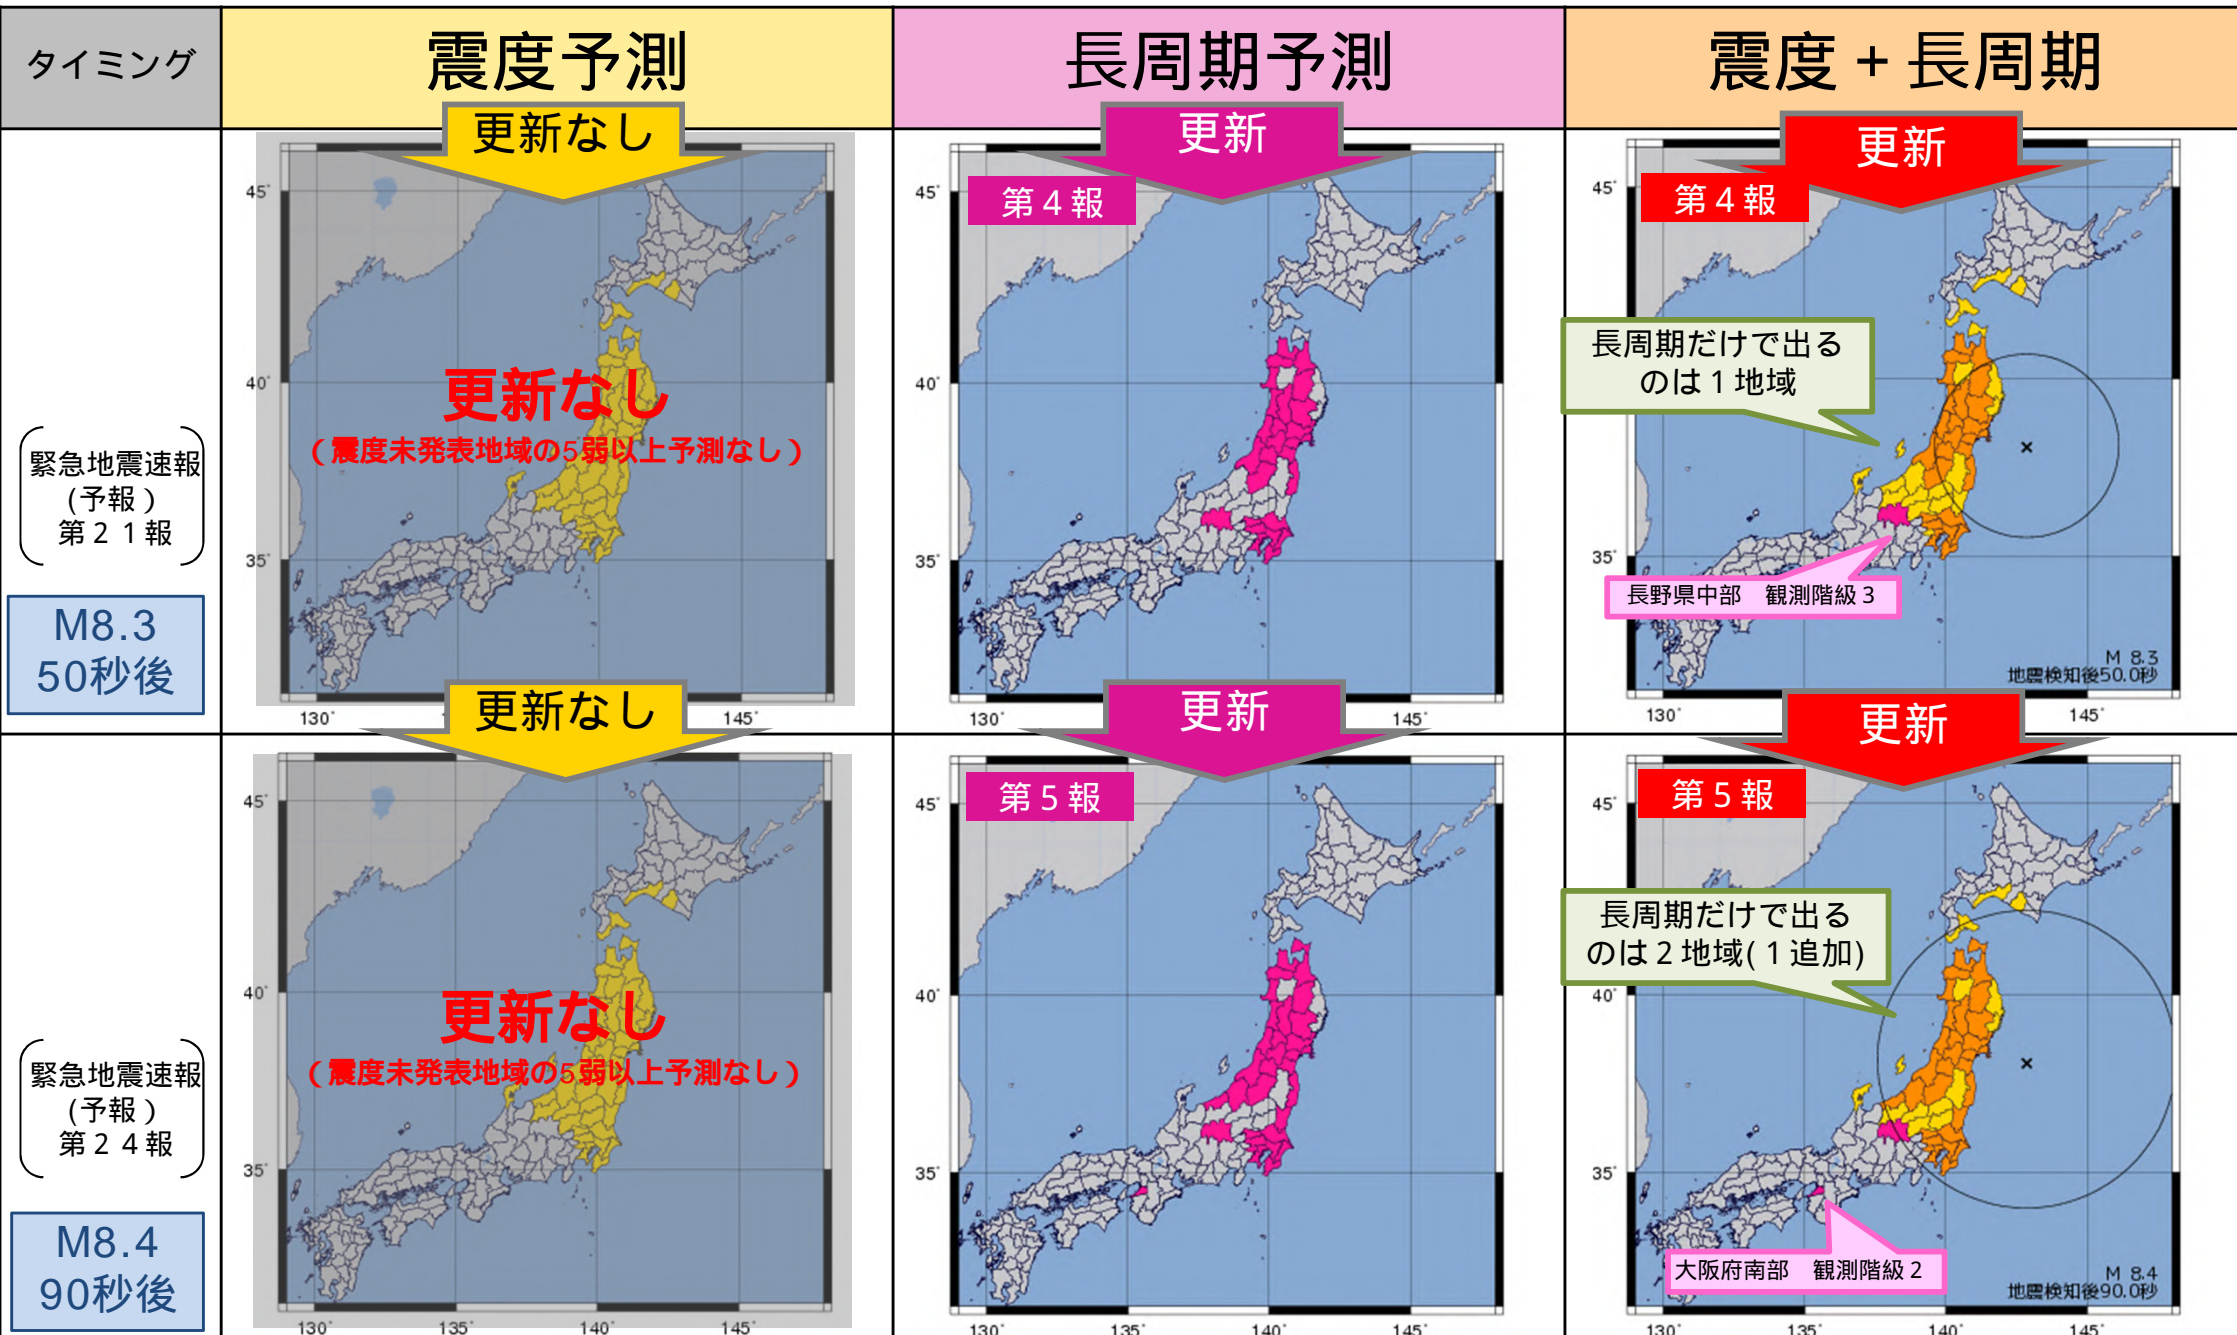 タイミング
震度予測
長周期予測
震度+長周期
更新なし
更新
更新
緊急地震速報
(予報)
第21報
M8.3
50秒後
45°
40°
35°
130°
145°
更新なし
(震度未発表地域の5弱以上予測なし)
第4報
45°
40°
35°
130°
145°
第4報
45°
40°
35°
130°
145°
長周期だけで出る
のは1地域
長野県中部 観測階級3
M 8.3
地震検知後50.0秒
更新なし
更新
更新
緊急地震速報
(予報)
第24報
M8.4
90秒後
45°
40°
35°
130°
135°
140°
145°
更新なし
(震度未発表地域の5弱以上予測なし)
第5報
45°
40°
35°
130°
135°
140°
145°
第5報
45°
40°
35°
130°
135°
140°
145°
長周期だけで出る
のは2地域(1追加)
大阪府南部 観測階級2
M 8.4
地震検知後90.0秒